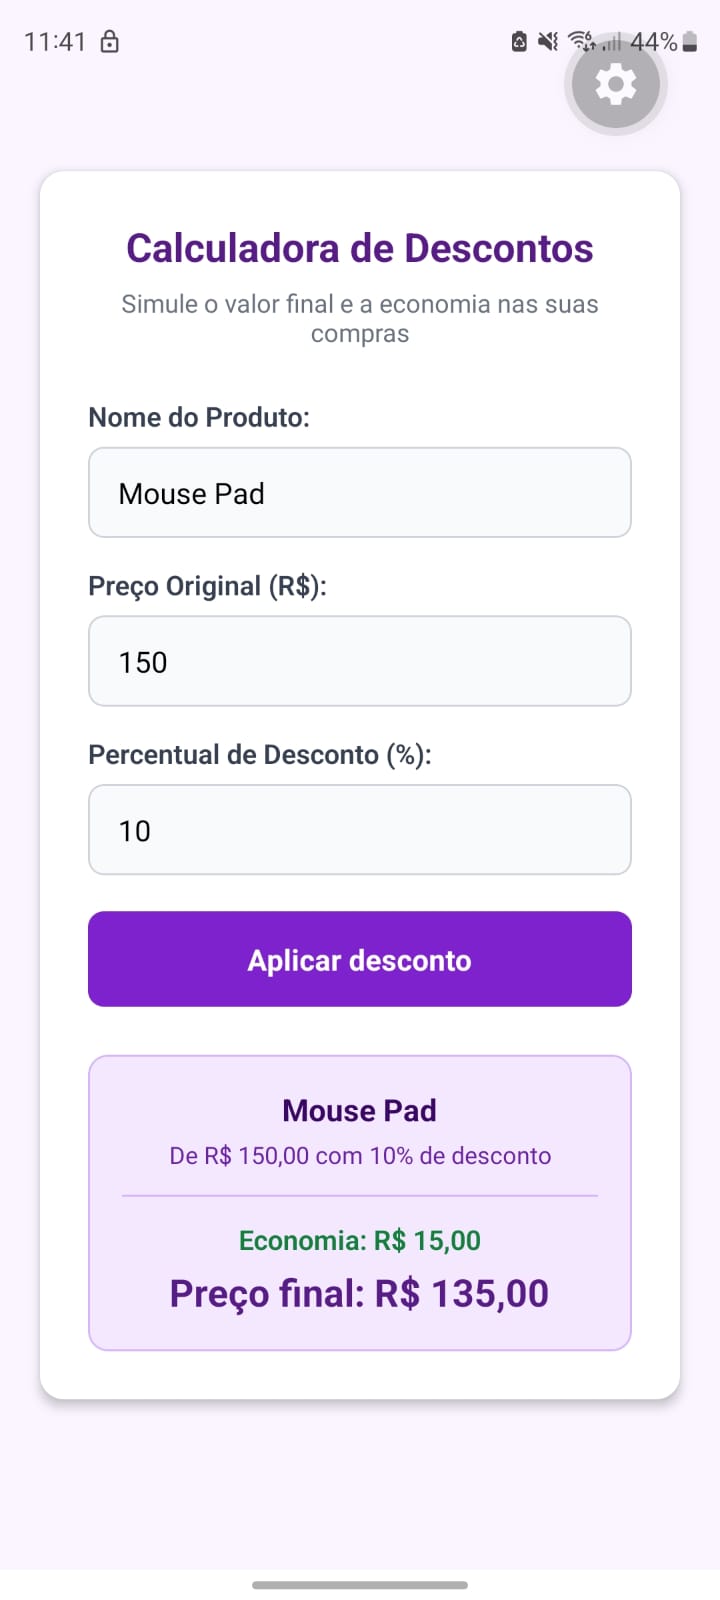 11:41
44%
Calculadora de Descontos
Simule o valor final e a economia nas suas
compras
Nome do Produto:
Mouse Pad
Preço Original (R$):
150
Percentual de Desconto (%):
10
Aplicar desconto
Mouse Pad
De R$ 150,00 com 10% de desconto
Economia: R$ 15,00
Preço final: R$ 135,00